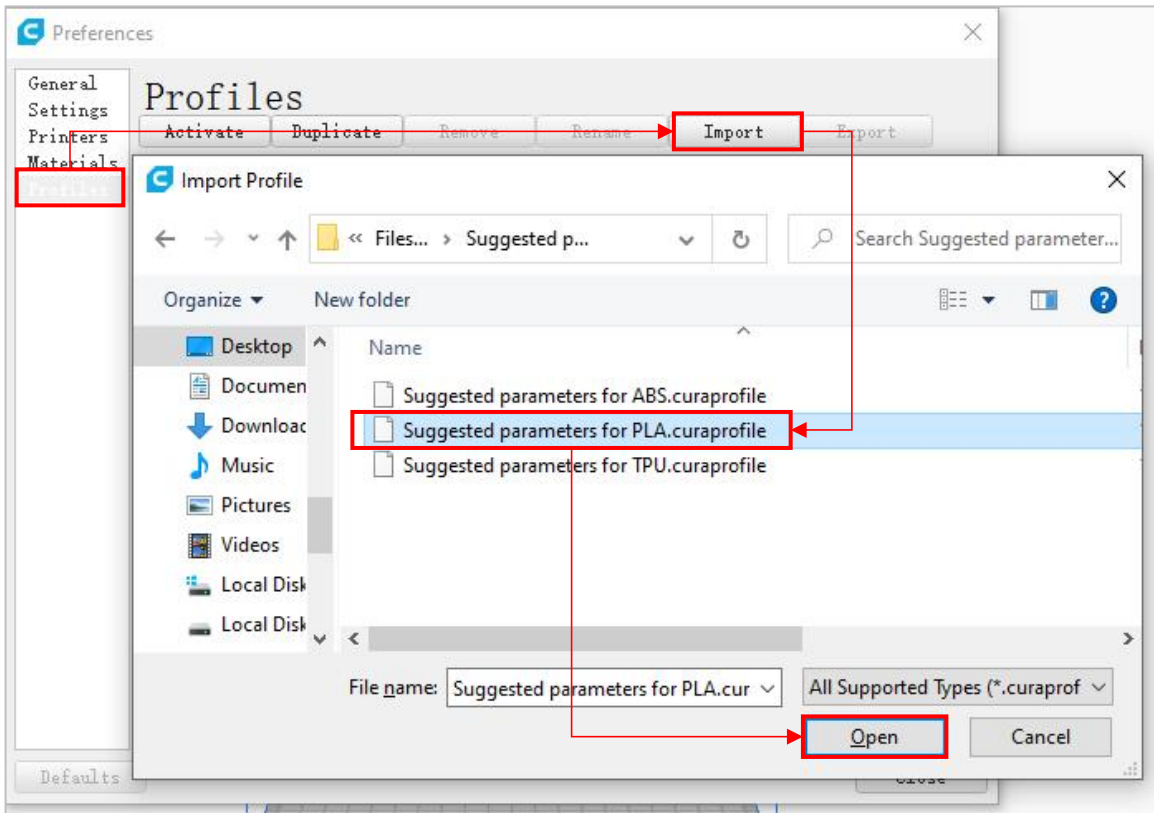 Preferences
General
Settings
Printers
Materials
Profiles
Profiles
Activate Duplicate Remove Rename Import Export
Import Profile
« Files... › Suggested p...
Search Suggested parameter...
Organize New folder
Desktop
Documen
Downloac
Music
Pictures
Videos
Local Disk
Local Disk
Name
Suggested parameters for ABS.curaprofile
Suggested parameters for PLA.curaprofile
Suggested parameters for TPU.curaprofile
File name: Suggested parameters for PLA.cur All Supported Types (*.curaprof
Open Cancel
Defaults Close